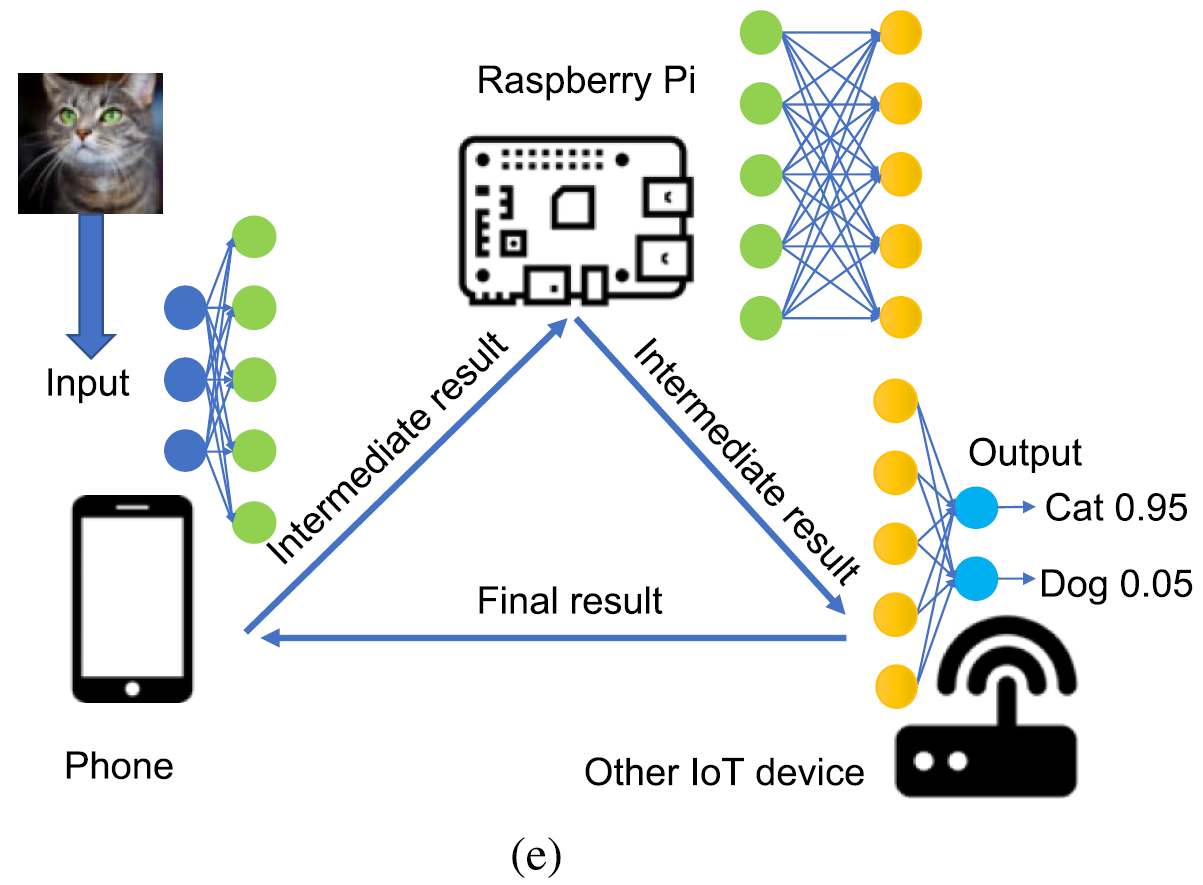 Raspberry Pi
Input
Intermediate result
Intermediate result
Output
Cat 0.95
Dog 0.05
Final result
Phone
Other IoT device
(e)